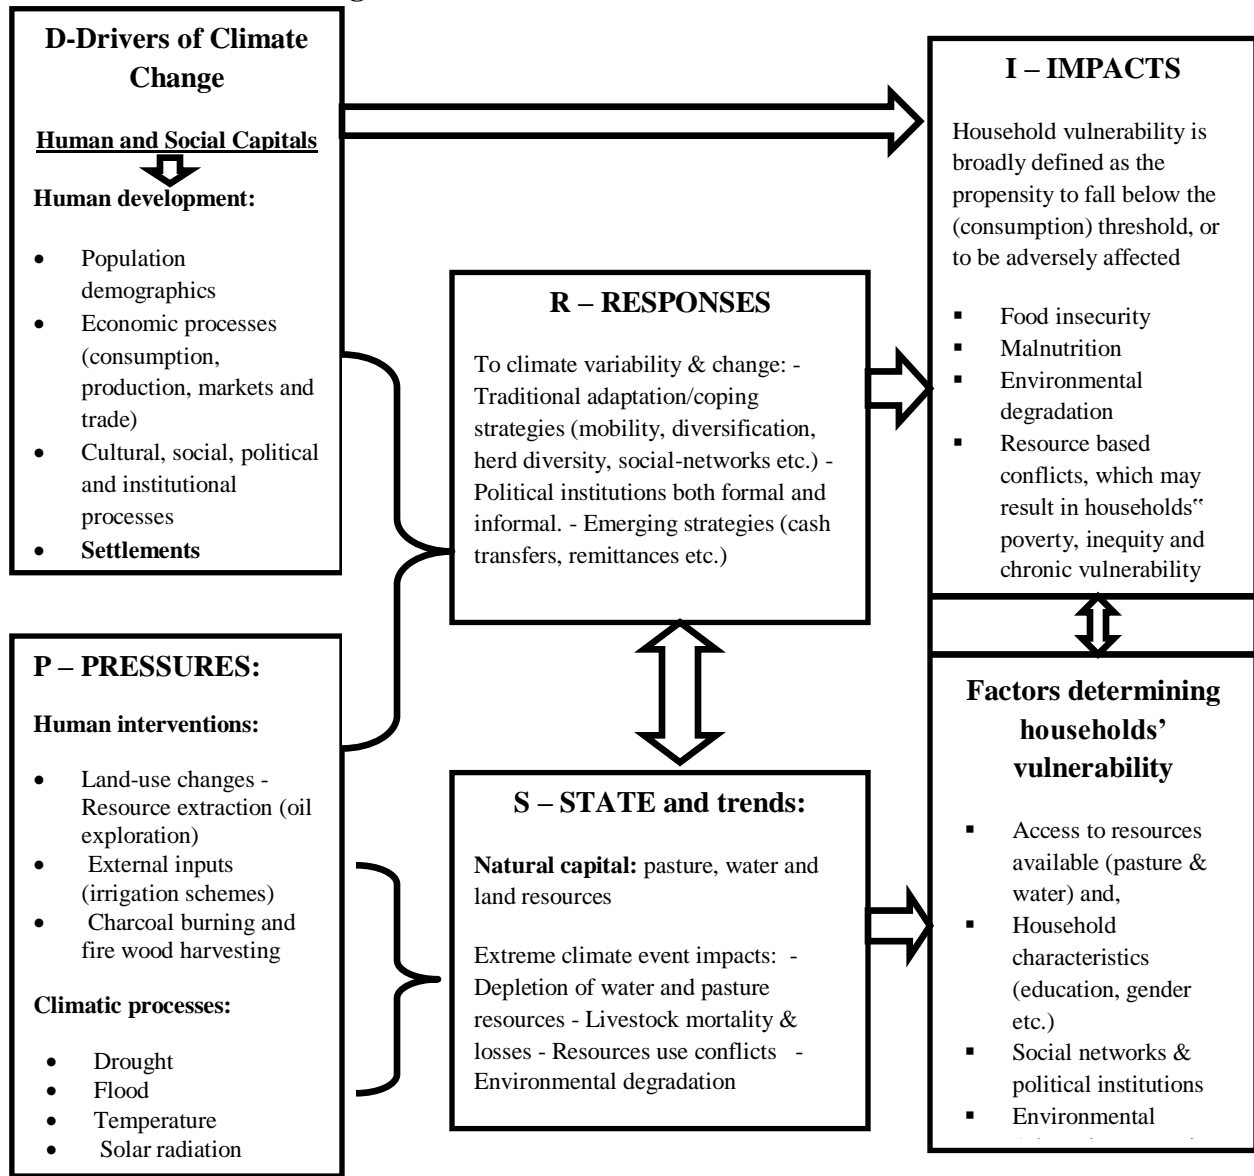 D-Drivers of Climate
Change
Human and Social Capitals
Human development:
• Population
demographics
• Economic processes
(consumption,
production, markets and
trade)
• Cultural, social, political
and institutional
processes
• Settlements
P – PRESSURES:
Human interventions:
• Land-use changes -
Resource extraction (oil
exploration)
• External inputs
(irrigation schemes)
• Charcoal burning and
fire wood harvesting
Climatic processes:
• Drought
• Flood
• Temperature
• Solar radiation
R – RESPONSES
To climate variability & change: -
Traditional adaptation/coping
strategies (mobility, diversification,
herd diversity, social-networks etc.) -
Political institutions both formal and
informal. - Emerging strategies (cash
transfers, remittances etc.)
S – STATE and trends:
Natural capital: pasture, water and
land resources
Extreme climate event impacts: -
Depletion of water and pasture
resources - Livestock mortality &
losses - Resources use conflicts -
Environmental degradation
I – IMPACTS
Household vulnerability is
broadly defined as the
propensity to fall below the
(consumption) threshold, or
to be adversely affected
▪ Food insecurity
▪ Malnutrition
▪ Environmental
degradation
▪ Resource based
conflicts, which may
result in households‟
poverty, inequity and
chronic vulnerability
Factors determining
households’
vulnerability
▪ Access to resources
available (pasture &
water) and,
▪ Household
characteristics
(education, gender
etc.)
▪ Social networks &
political institutions
▪ Environmental